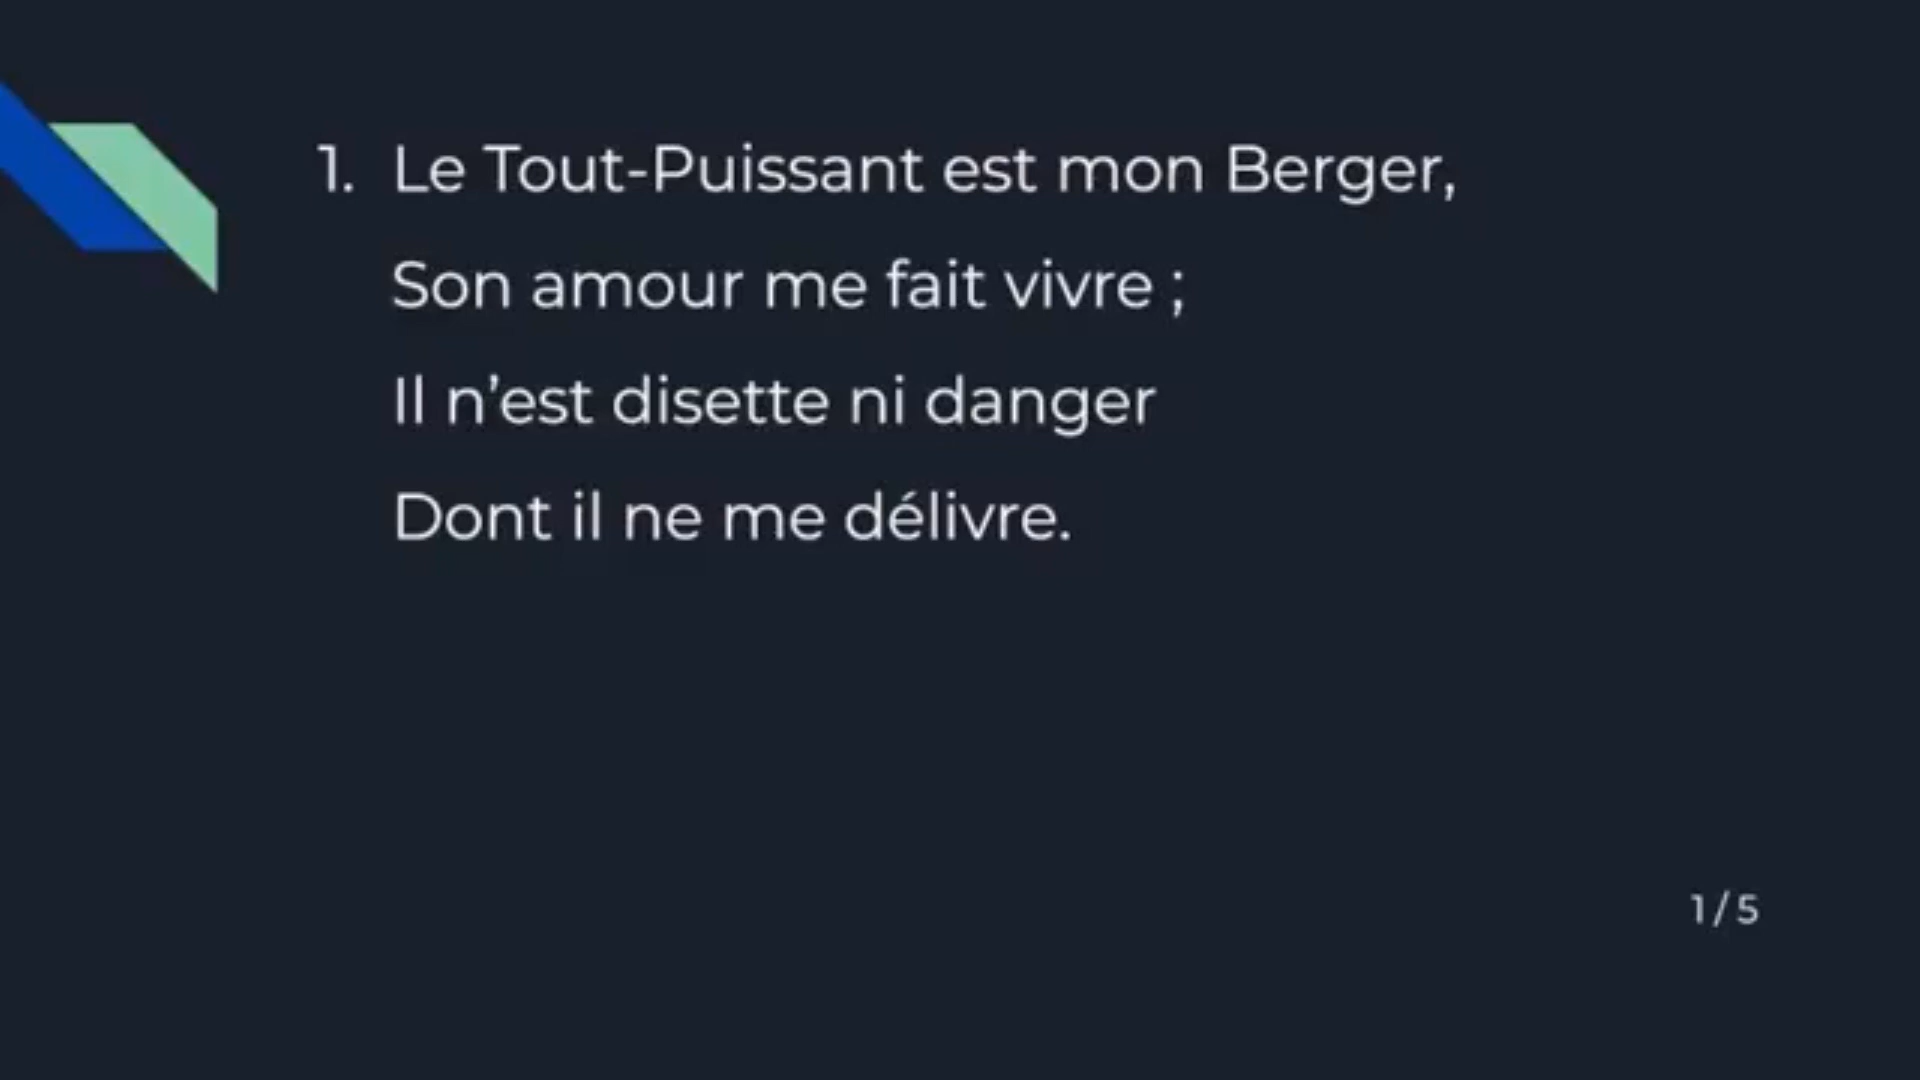 1. Le Tout-Puissant est mon Berger,
Son amour me fait vivre ;
Il n’est disette ni danger
Dont il ne me délivre.
1 / 5